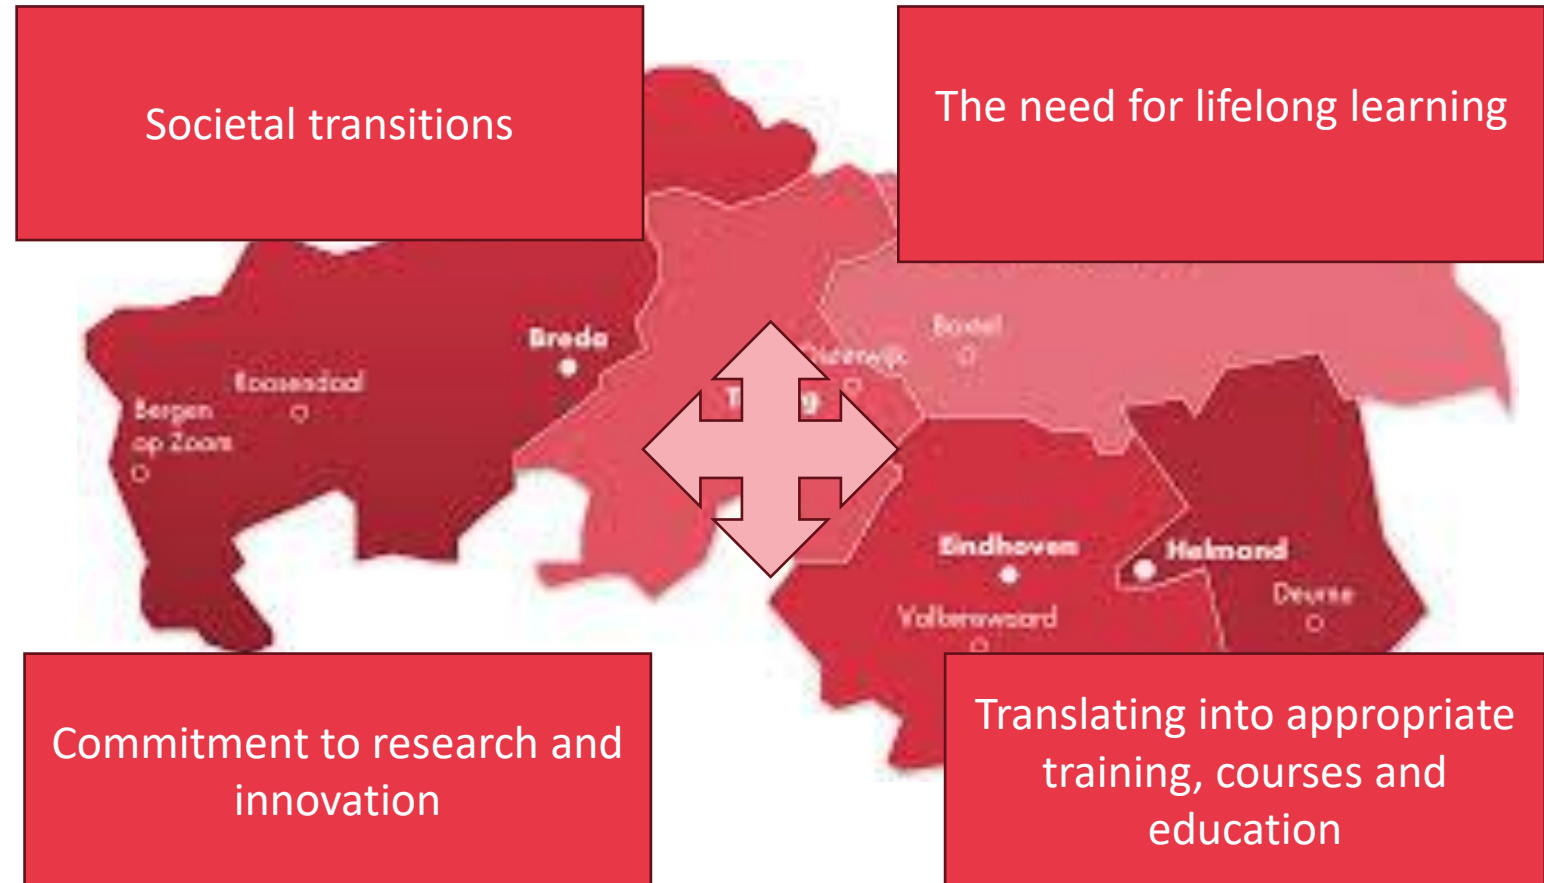 Societal transitions
The need for lifelong learning
Breda
Boxtel
Oisterwijk
Roosendaal
Bergen
op Zoom
Eindhoven
Helmond
Deurne
Valkenswaard
Commitment to research and
innovation
Translating into appropriate
training, courses and
education